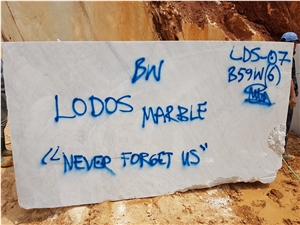 BW
LDS-07
B59W(6)
LODOS MARBLE
"NEVER FORGET US"